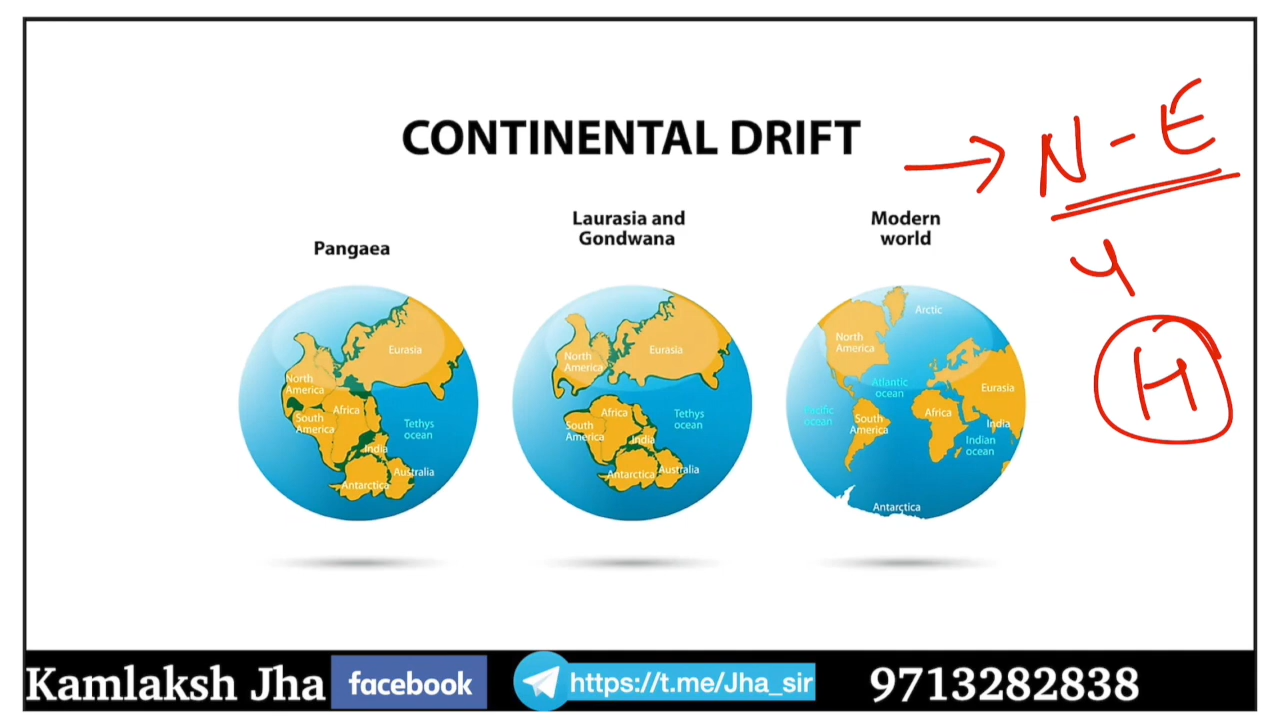 CONTINENTAL DRIFT
→ N-E
Pangaea
Laurasia and
Gondwana
Modern
world
H
Eurasia
North
America
Africa
South
America
Tethys
ocean
India
Australia
Antarctica
North
America
Eurasia
Africa
South
America
Tethys
ocean
India
Antarctica
Australia
Arctic
North
America
Atlantic
ocean
Eurasia
Pacific
ocean
South
America
Africa
India
Indian
ocean
Antarctica
Kamlaksh Jha facebook https://t.me/Jha_sir 9713282838